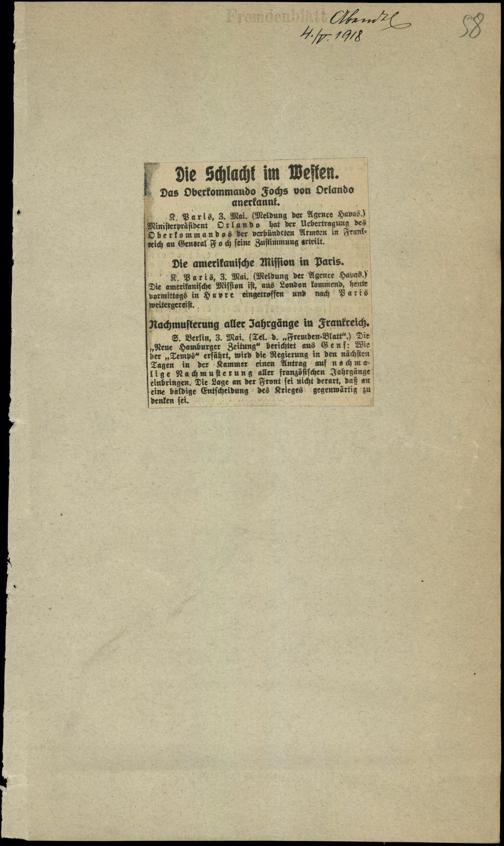 Fremdenblatt
Abendbl
4./V. 1918
58
Die Schlacht im Westen.
Das Oberkommando Fochs von Orlando
anerkannt.
K. Paris, 3. Mai. (Meldung der Agence Havas.)
Ministerpräsident Orlando hat der Uebertragung des
Oberkommandos der verbündeten Armeen in Frank-
reich an General Foch seine Zustimmung erteilt.
Die amerikanische Mission in Paris.
K. Paris, 3. Mai. (Meldung der Agence Havas.)
Die amerikanische Mission ist, aus London kommend, heute
vormittags in Havre eingetroffen und nach Paris
weitergereist.
Nachmusterung aller Jahrgänge in Frankreich.
S. Berlin, 3. Mai. (Tel. d. „Fremden-Blatt“.) Die
„Neue Hamburger Zeitung“ berichtet aus Genf: Wie
der „Temps“ erfährt, wird die Regierung in den nächsten
Tagen in der Kammer einen Antrag auf nochma-
lige Nachmusterung aller französischen Jahrgänge
einbringen. Die Lage an der Front sei nicht derart, daß an
eine baldige Entscheidung des Krieges gegenwärtig zu
denken sei.